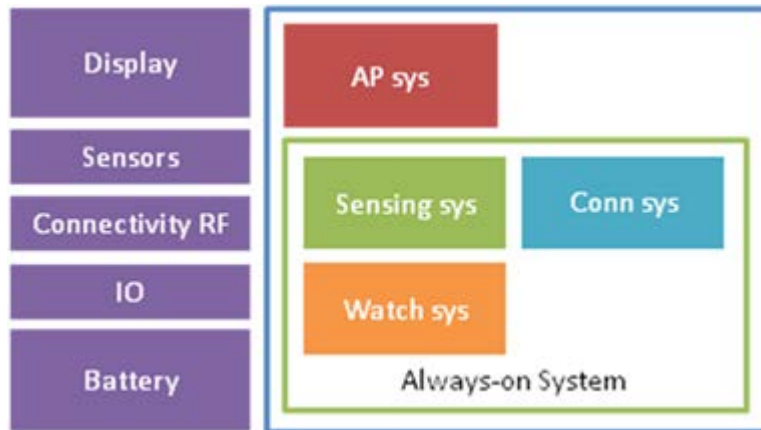 Display
Sensors
Connectivity RF
IO
Battery
AP sys
Sensing sys
Conn sys
Watch sys
Always-on System